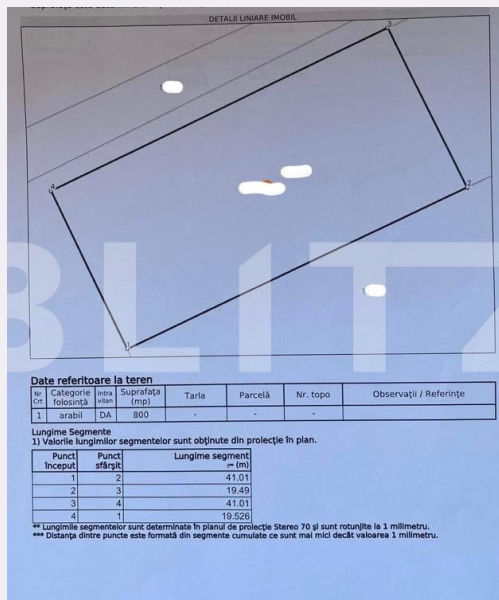 DETALII LINIARE IMOBIL
3
4
2
1
1
BLITZ
Date referitoare la teren
Nr Crt Categorie folosință Intra vilan Suprafața (mp) Tarla Parcelă Nr. topo Observații / Referințe
1 arabil DA 800 - - -
Lungime Segmente
1) Valorile lungimilor segmentelor sunt obținute din proiecție în plan.
Punct început Punct sfârșit Lungime segment (m)
1 2 41.01
2 3 19.49
3 4 41.01
4 1 19.526
** Lungimile segmentelor sunt determinate în planul de proiecție Stereo 70 și sunt rotunjite la 1 milimetru.
*** Distanța dintre puncte este formată din segmente cumulate ce sunt mai mici decât valoarea 1 milimetru.